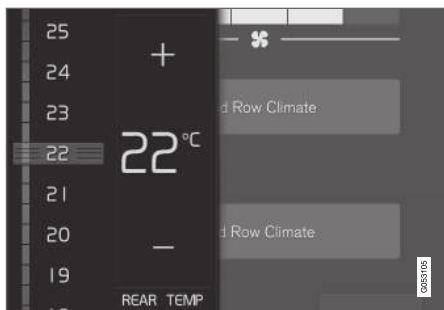 25
24
23
22
21
20
19
+
22°C
–
REAR TEMP
d Row Climate
d Row Climate
G053105